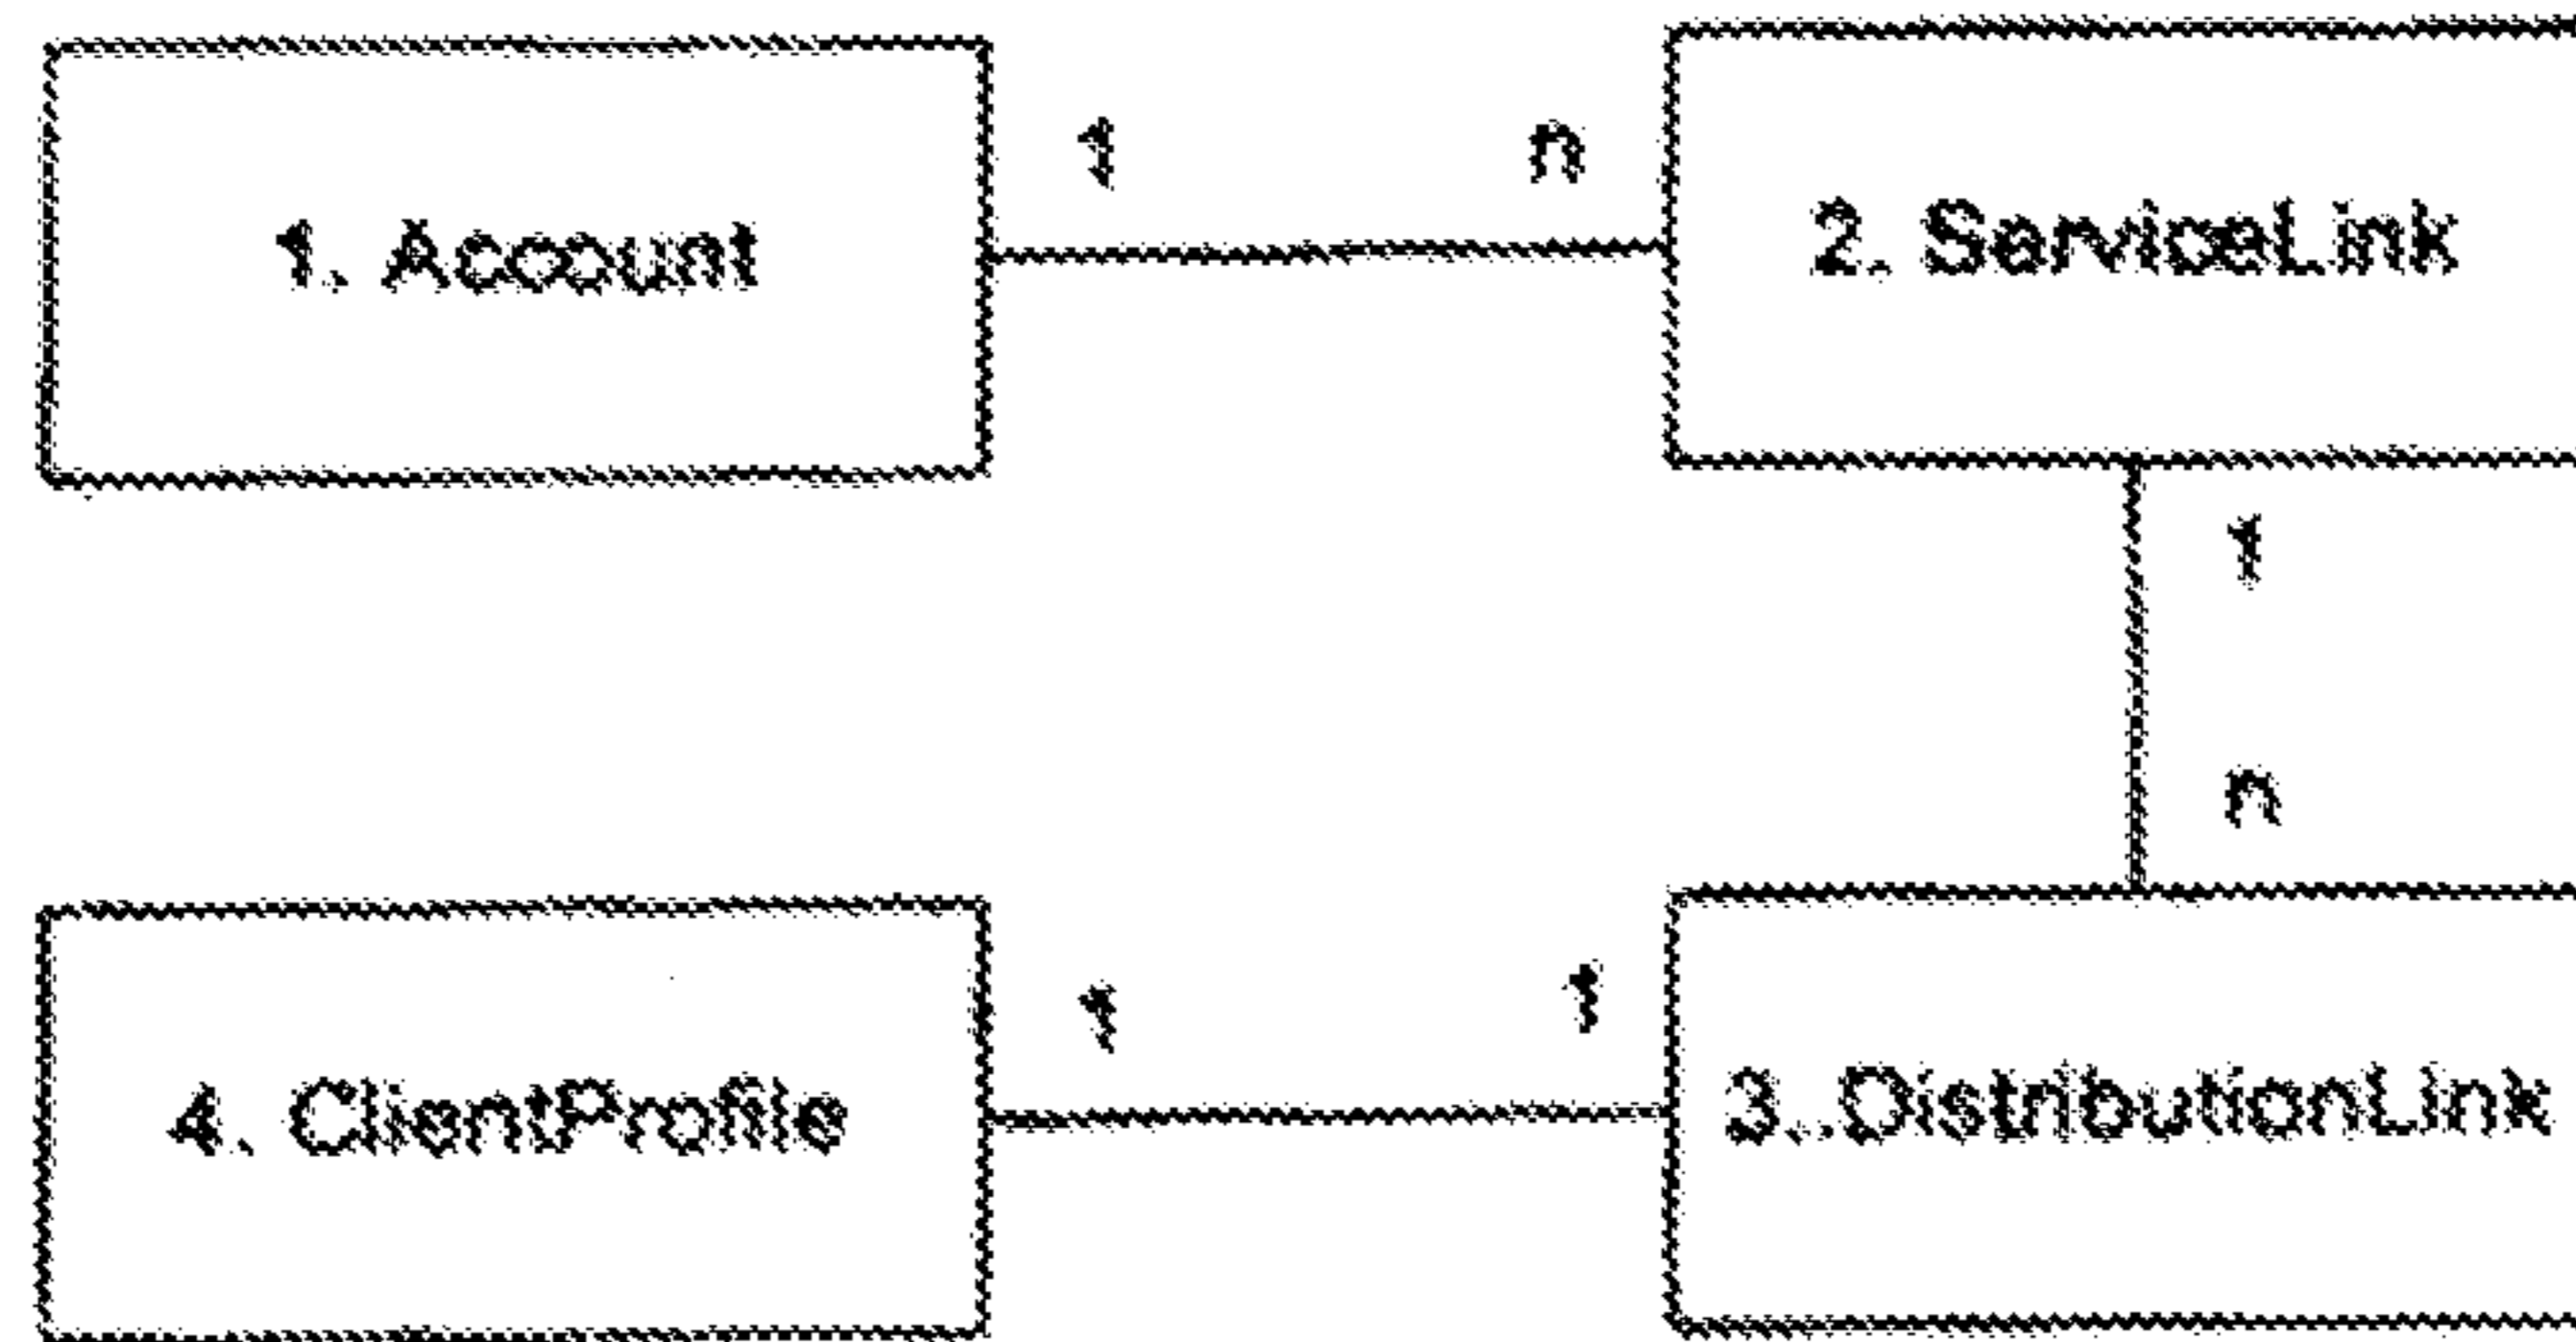 1 n
1. Account 2. ServiceLink
1
n
1 1
4. ClientProfile 3. DistributionLink